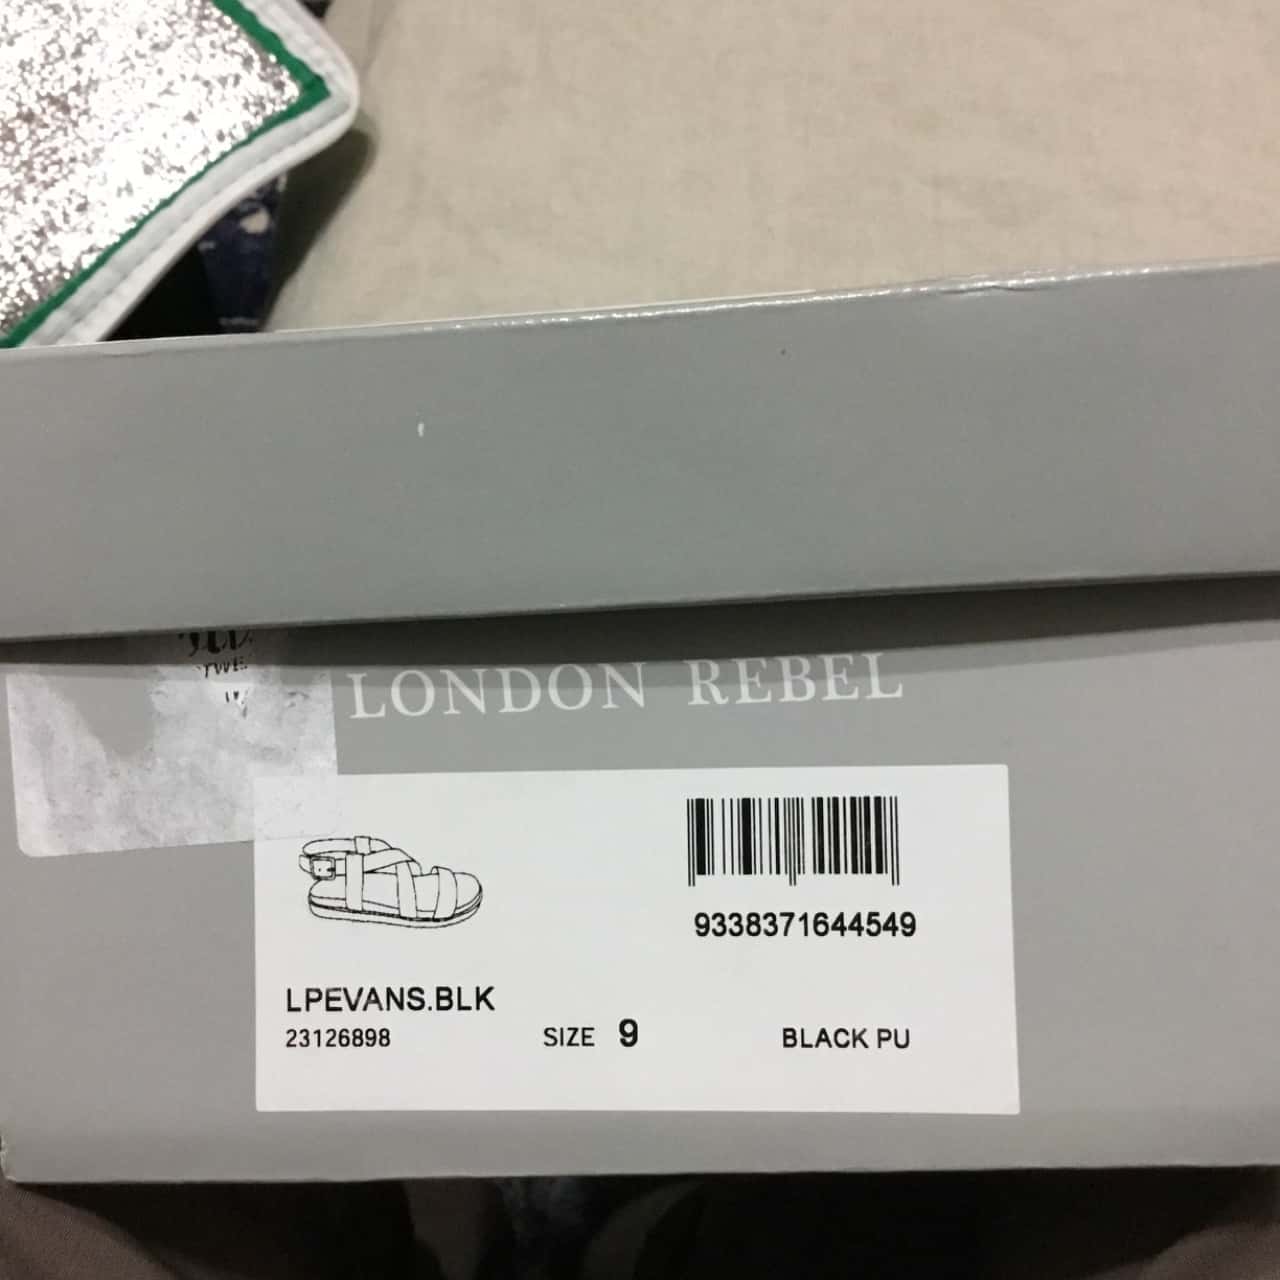 LONDON REBEL
9338371644549
LPEVANS.BLK
23126898 SIZE 9 BLACK PU